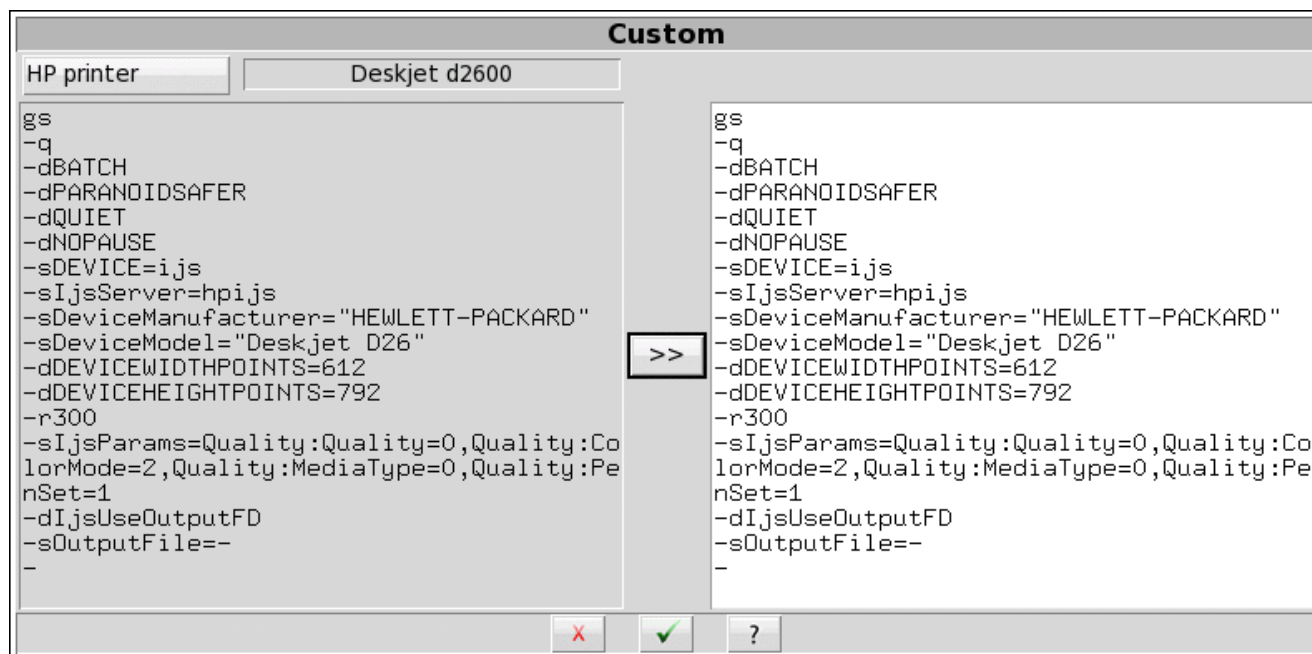 Custom
HP printer
Deskjet d2600
gs
-q
-dBATCH
-dPARANOIDSAFER
-dQUIET
-dNOPAUSE
-sDEVICE=ijs
-sIjsServer=hpijs
-sDeviceManufacturer="HEWLETT-PACKARD"
-sDeviceModel="Deskjet D26"
-dDEVICEWIDTHPOINTS=612
-dDEVICEHEIGHTPOINTS=792
-r300
-sIjsParams=Quality:Quality=0,Quality:Co
lorMode=2,Quality:MediaType=0,Quality:Pe
nSet=1
-dIjsUseOutputFD
-sOutputFile=-
-
>>
gs
-q
-dBATCH
-dPARANOIDSAFER
-dQUIET
-dNOPAUSE
-sDEVICE=ijs
-sIjsServer=hpijs
-sDeviceManufacturer="HEWLETT-PACKARD"
-sDeviceModel="Deskjet D26"
-dDEVICEWIDTHPOINTS=612
-dDEVICEHEIGHTPOINTS=792
-r300
-sIjsParams=Quality:Quality=0,Quality:Co
lorMode=2,Quality:MediaType=0,Quality:Pe
nSet=1
-dIjsUseOutputFD
-sOutputFile=-
-
X
✓
?